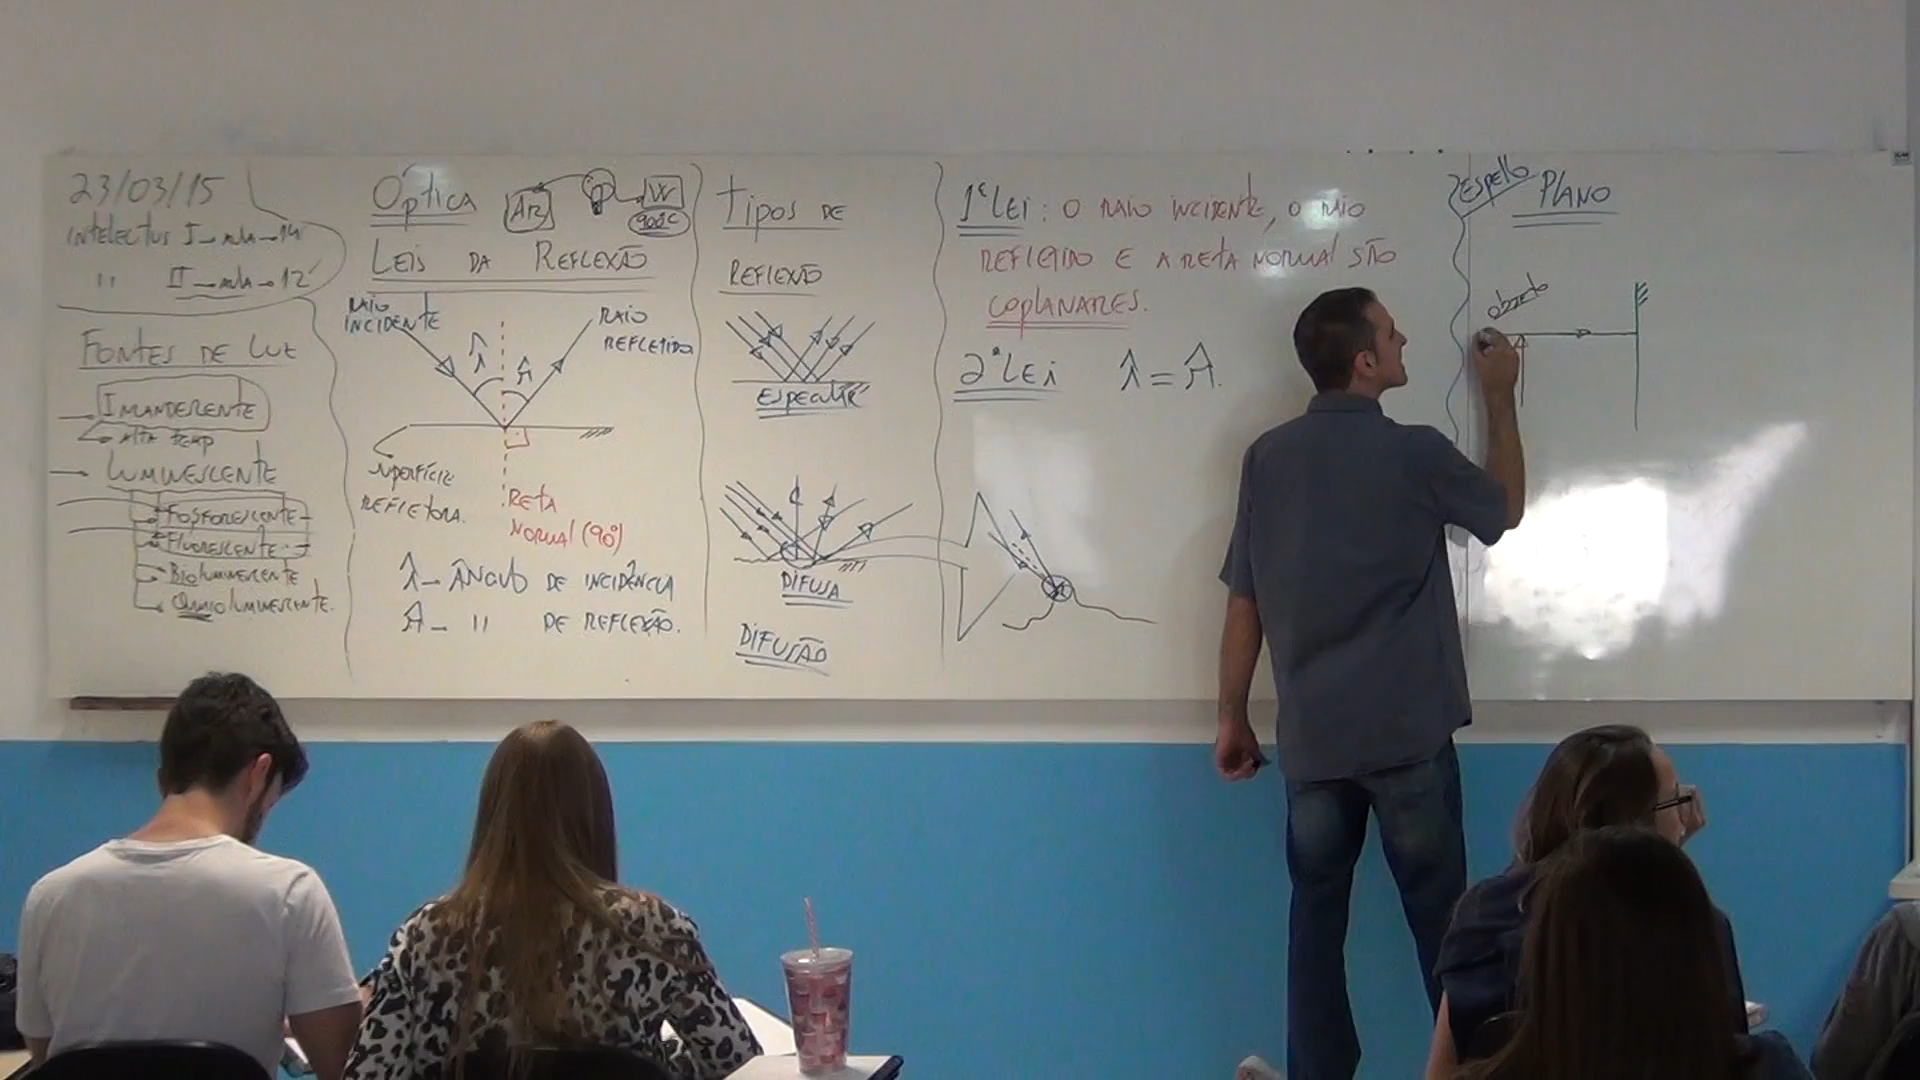 23/03/15
Intelectus I - aula - 14
" II - aula - 12
FONTES DE LUZ
ALTA TEMP
LUMINESCENTE
FOSFORESCENTE
FLUORESCENTE
BIOLUMINESCENTE
QUIMIOLUMINESCENTE.
Óptica
AR
W
900°C
LEIS DA REFLEXÃO
RAIO
INCIDENTE
RAIO
REFLETIDO
î
r̂
SUPERFÍCIE
REFLETORA.
RETA
NORMAL (90°)
î - ÂNGULO DE INCIDÊNCIA
r̂ - " DE REFLEXÃO.
TIPOS DE
REFLEXÃO
ESPECULAR
DIFUSA
DIFUSÃO
1ª LEI: O RAIO INCIDENTE, O RAIO
REFLETIDO E A RETA NORMAL SÃO
COPLANARES.
2ª LEI î = r̂.
ESPELHO PLANO
objeto